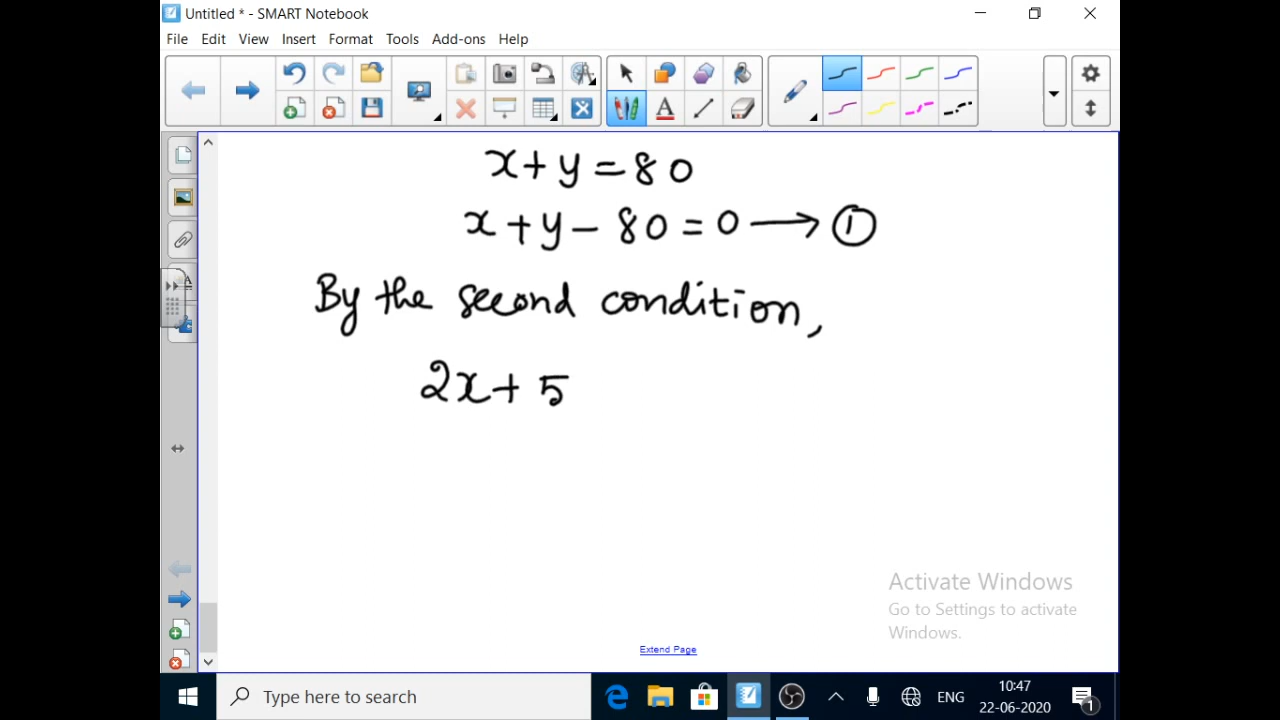 Untitled * - SMART Notebook
File Edit View Insert Format Tools Add-ons Help
x+y=80
x+y-80=0 → ①
By the second condition,
2x+5
Activate Windows
Go to Settings to activate
Windows.
Extend Page
Type here to search
ENG
10:47
22-06-2020
1